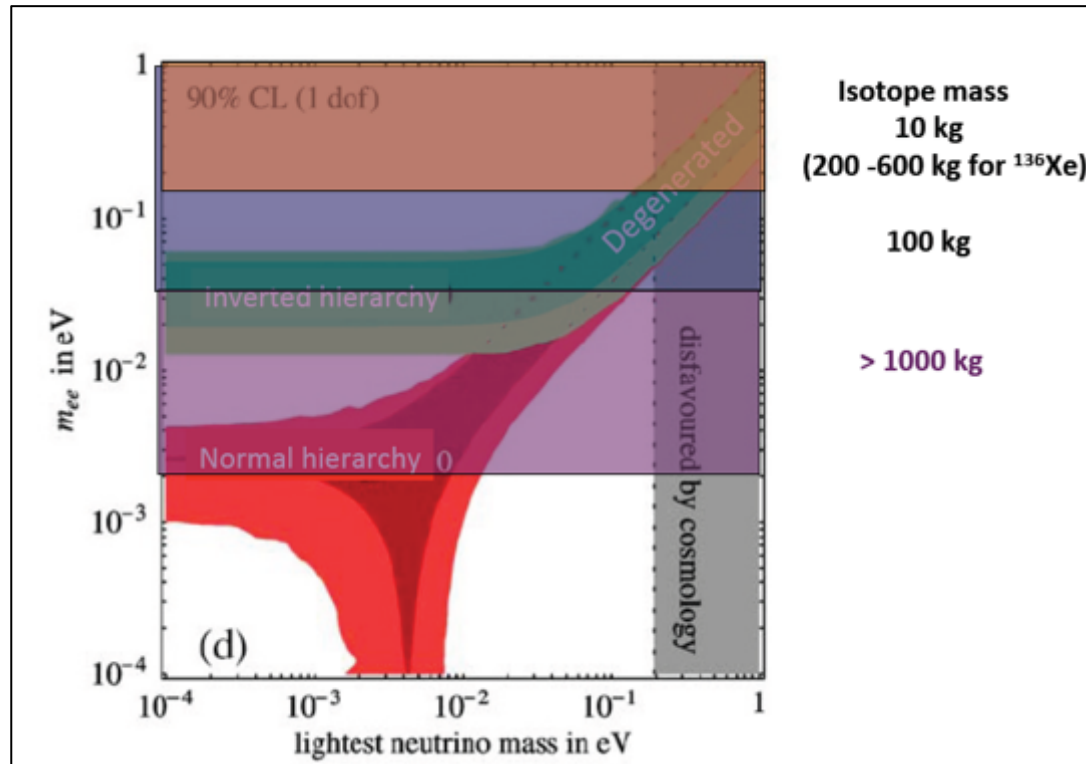 1
90% CL (1 dof)
Degenerated
10⁻¹
Inverted hierarchy
m_ee in eV
10⁻²
Normal hierarchy 0
10⁻³
disfavoured by cosmology
(d)
10⁻⁴
10⁻⁴ 10⁻³ 10⁻² 10⁻¹ 1
lightest neutrino mass in eV
Isotope mass
10 kg
(200 -600 kg for ¹³⁶Xe)
100 kg
> 1000 kg